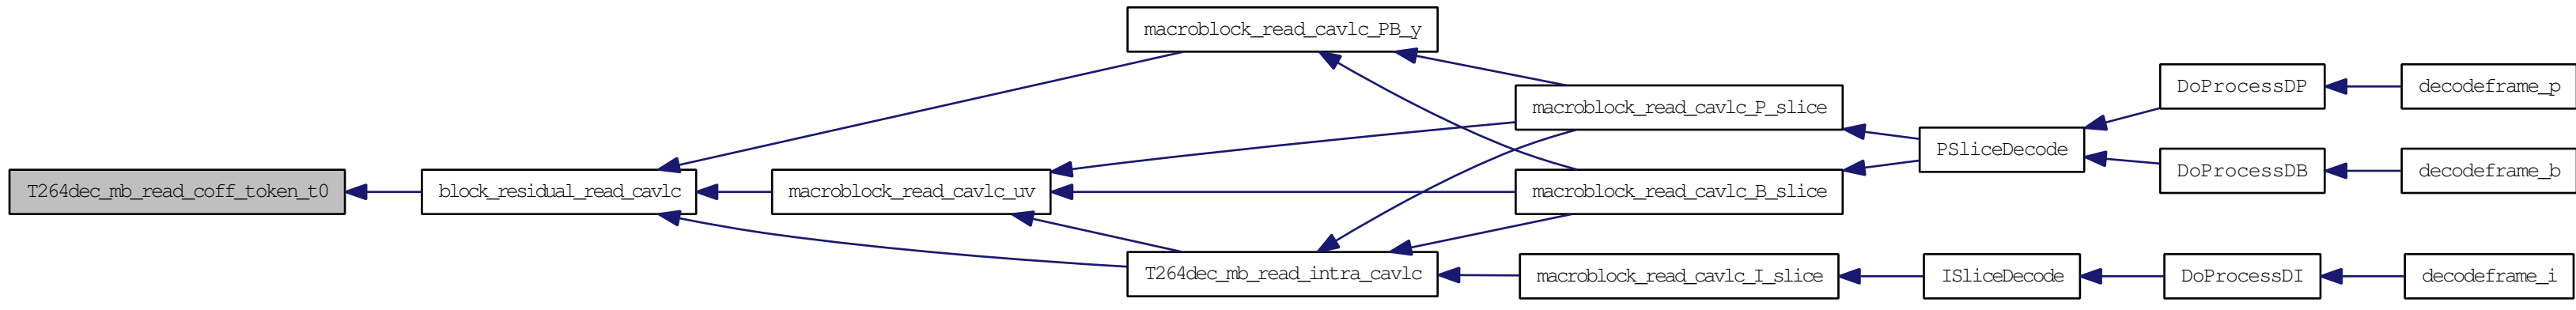 macroblock_read_cavlc_PB_y
DoProcessDP
decodeframe_p
macroblock_read_cavlc_P_slice
PSliceDecode
DoProcessDB
decodeframe_b
T264dec_mb_read_coff_token_t0
block_residual_read_cavlc
macroblock_read_cavlc_uv
macroblock_read_cavlc_B_slice
T264dec_mb_read_intra_cavlc
macroblock_read_cavlc_I_slice
ISliceDecode
DoProcessDI
decodeframe_i